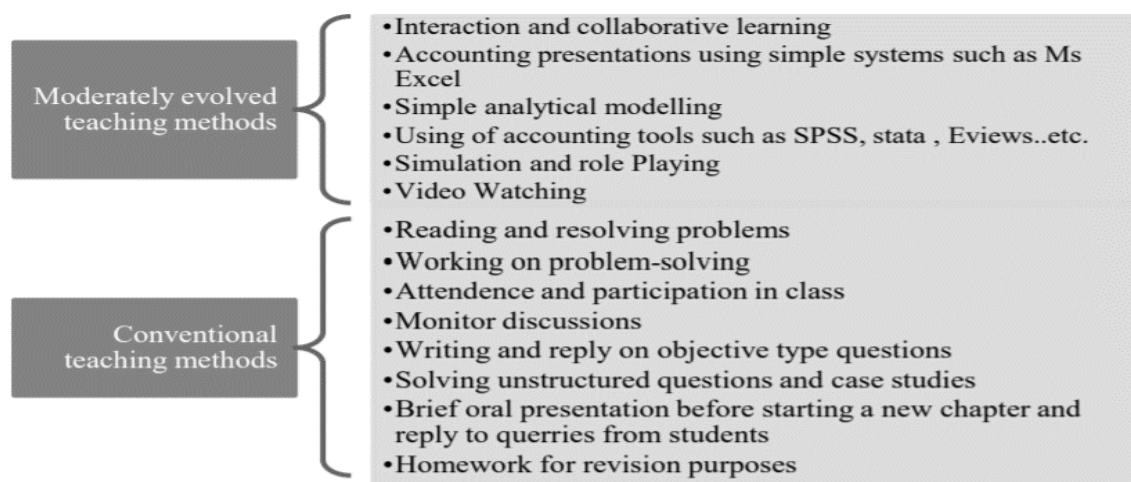 Moderately evolved
teaching methods
•Interaction and collaborative learning
•Accounting presentations using simple systems such as Ms
Excel
•Simple analytical modelling
•Using of accounting tools such as SPSS, stata , Eviews..etc.
•Simulation and role Playing
•Video Watching
Conventional
teaching methods
•Reading and resolving problems
•Working on problem-solving
•Attendence and participation in class
•Monitor discussions
•Writing and reply on objective type questions
•Solving unstructured questions and case studies
•Brief oral presentation before starting a new chapter and
reply to querries from students
•Homework for revision purposes